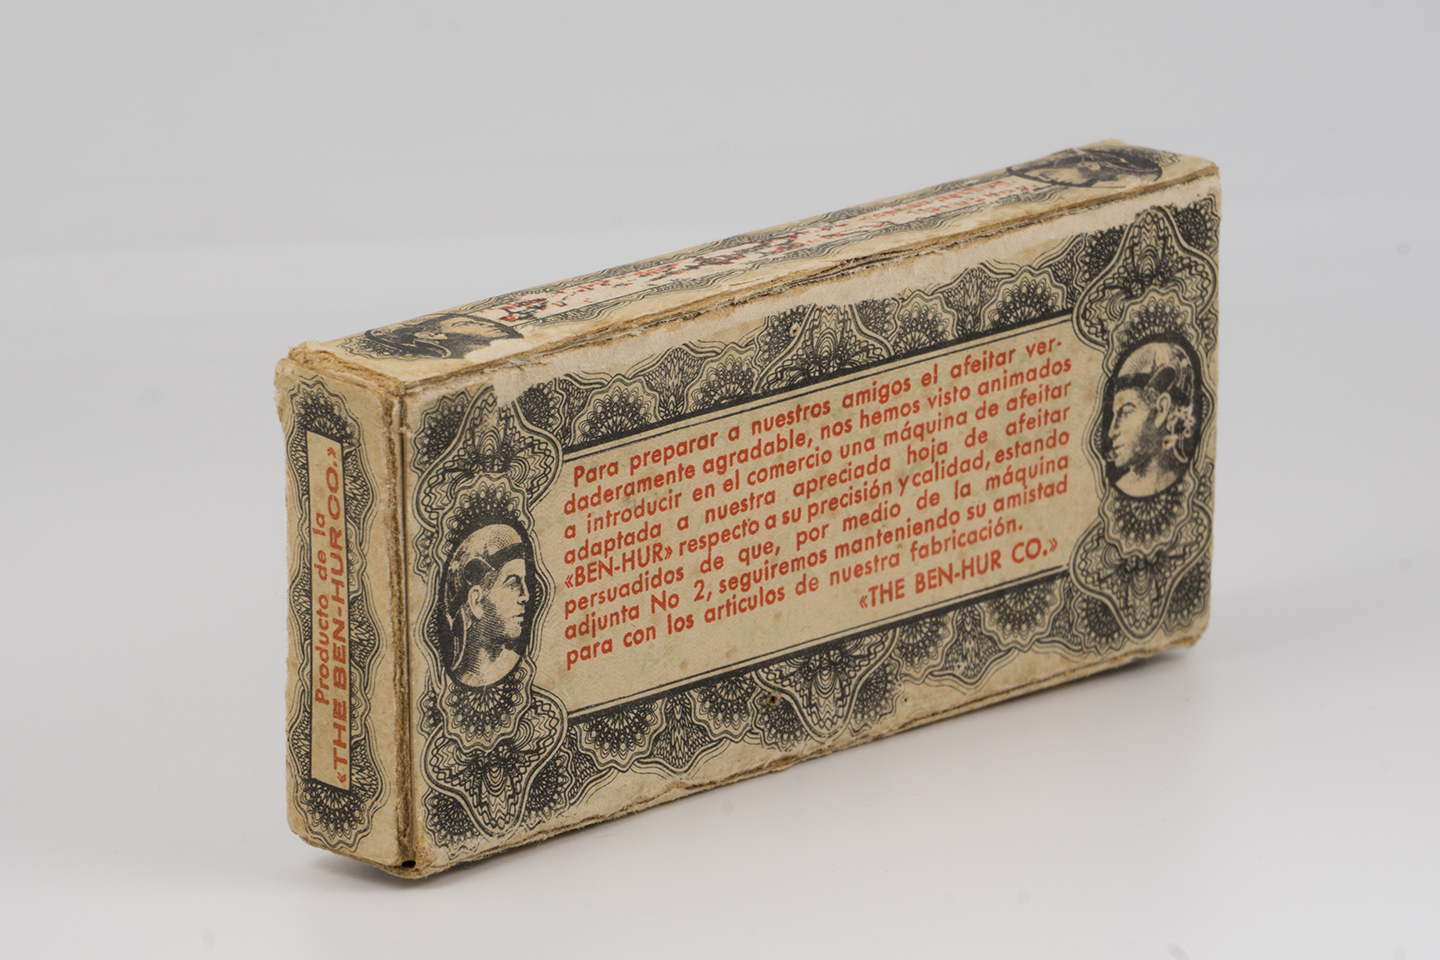 Producto de la
«THE BEN-HUR CO.»
Para preparar a nuestros amigos el afeitar ver-
daderamente agradable, nos hemos visto animados
a introducir en el comercio una máquina de afeitar
adaptada a nuestra apreciada hoja de afeitar
«BEN-HUR» respecto a su precisión y calidad, estando
persuadidos de que, por medio de la máquina
adjunta No 2, seguiremos manteniendo su amistad
para con los artículos de nuestra fabricación.
«THE BEN-HUR CO.»